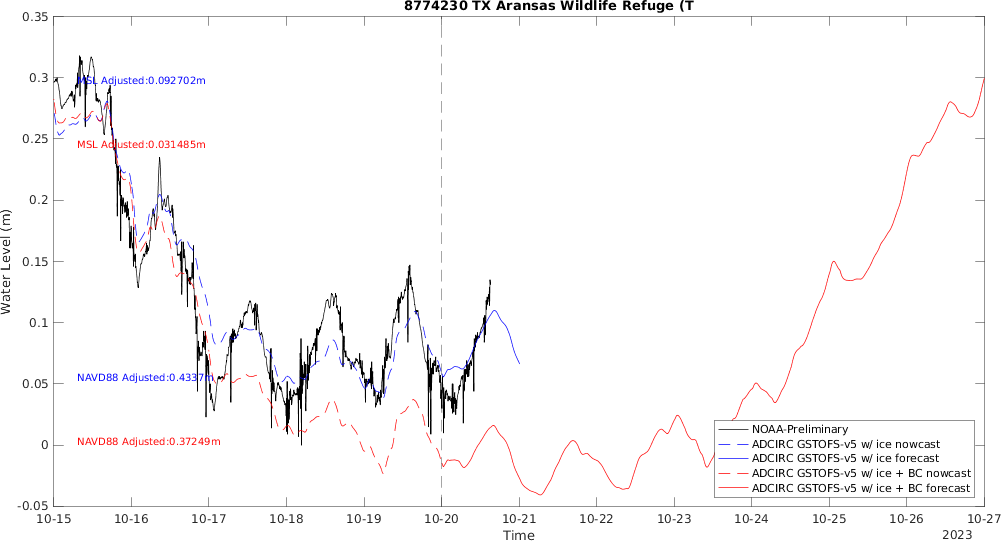 8774230 TX Aransas Wildlife Refuge (T
0.35
0.3
0.25
0.2
0.15
0.1
0.05
0
-0.05
Water Level (m)
MSL Adjusted:0.092702m
MSL Adjusted:0.031485m
NAVD88 Adjusted:0.4337m
NAVD88 Adjusted:0.37249m
NOAA-Preliminary
ADCIRC GSTOFS-v5 w/ ice nowcast
ADCIRC GSTOFS-v5 w/ ice forecast
ADCIRC GSTOFS-v5 w/ ice + BC nowcast
ADCIRC GSTOFS-v5 w/ ice + BC forecast
10-15 10-16 10-17 10-18 10-19 10-20 10-21 10-22 10-23 10-24 10-25 10-26 10-27
Time
2023